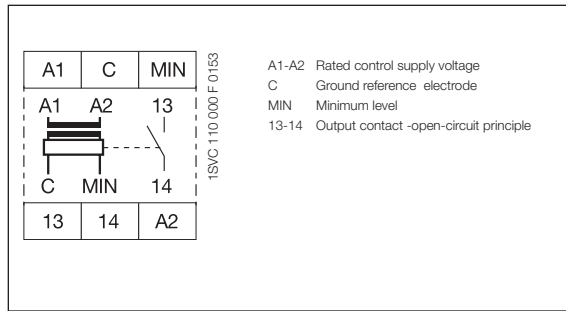 A1 C MIN
A1 A2 13
C MIN 14
13 14 A2
1SVC 110 000 F 0153
A1-A2 Rated control supply voltage
C Ground reference electrode
MIN Minimum level
13-14 Output contact -open-circuit principle